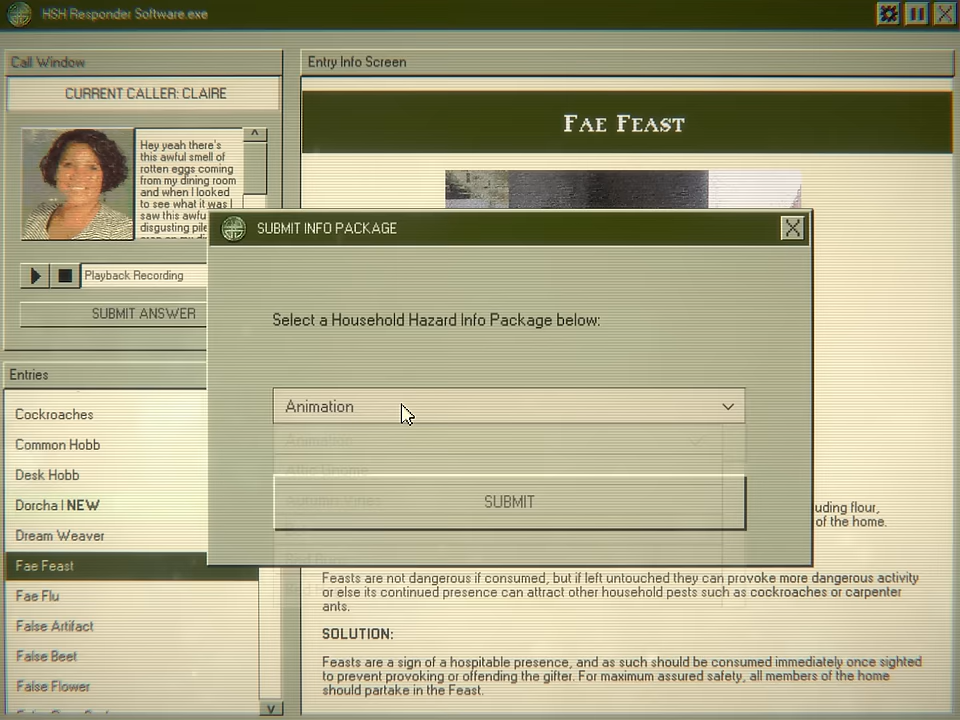 HSH Responder Software.exe
Call Window
CURRENT CALLER: CLAIRE
Hey yeah there's
this awful smell of
rotten eggs coming
from my dining room
and when I looked
to see what it was I
saw this awfu
disgusting pile
Playback Recording
SUBMIT ANSWER
Entries
Cockroaches
Common Hobb
Desk Hobb
Dorcha | NEW
Dream Weaver
Fae Feast
Fae Flu
False Artifact
False Beet
False Flower
Entry Info Screen
FAE FEAST
SUBMIT INFO PACKAGE
Select a Household Hazard Info Package below:
Animation
Animation
Attic Gnome
Autumn Vines
SUBMIT
uding flour,
of the home.
Feasts are not dangerous if consumed, but if left untouched they can provoke more dangerous activity
or else its continued presence can attract other household pests such as cockroaches or carpenter
ants.
SOLUTION:
Feasts are a sign of a hospitable presence, and as such should be consumed immediately once sighted
to prevent provoking or offending the gifter. For maximum assured safety, all members of the home
should partake in the Feast.